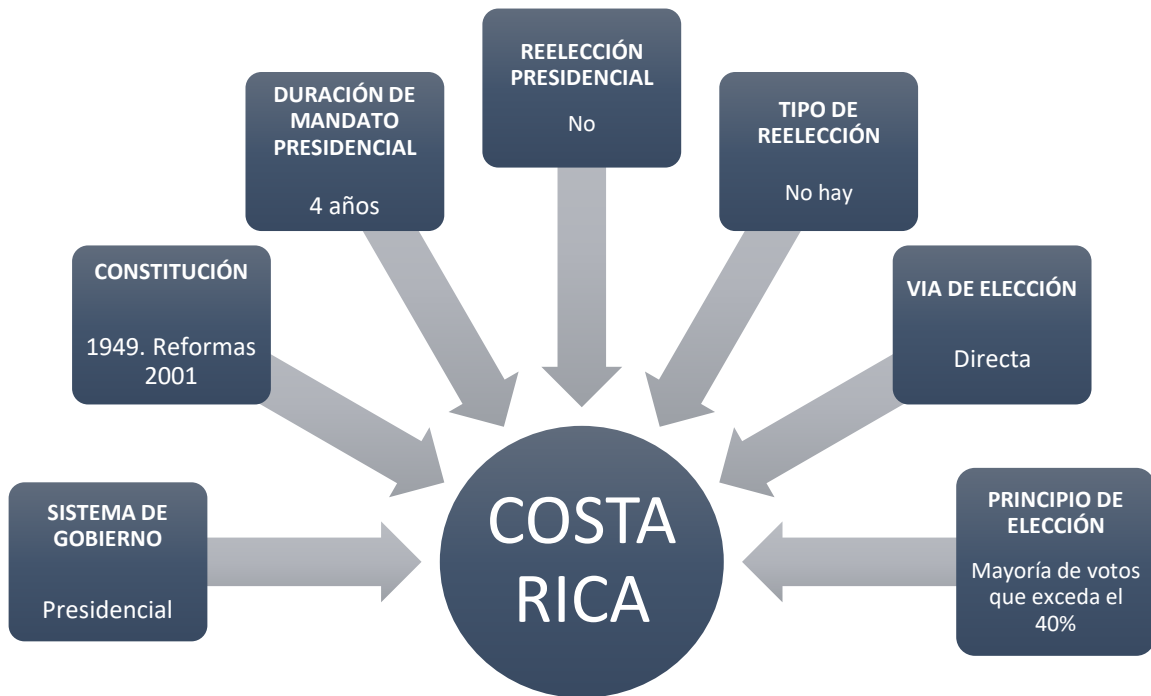 SISTEMA DE
GOBIERNO
Presidencial
CONSTITUCIÓN
1949. Reformas
2001
DURACIÓN DE
MANDATO
PRESIDENCIAL
4 años
REELECCIÓN
PRESIDENCIAL
No
TIPO DE
REELECCIÓN
No hay
VIA DE ELECCIÓN
Directa
PRINCIPIO DE
ELECCIÓN
Mayoría de votos
que exceda el
40%
COSTA
RICA